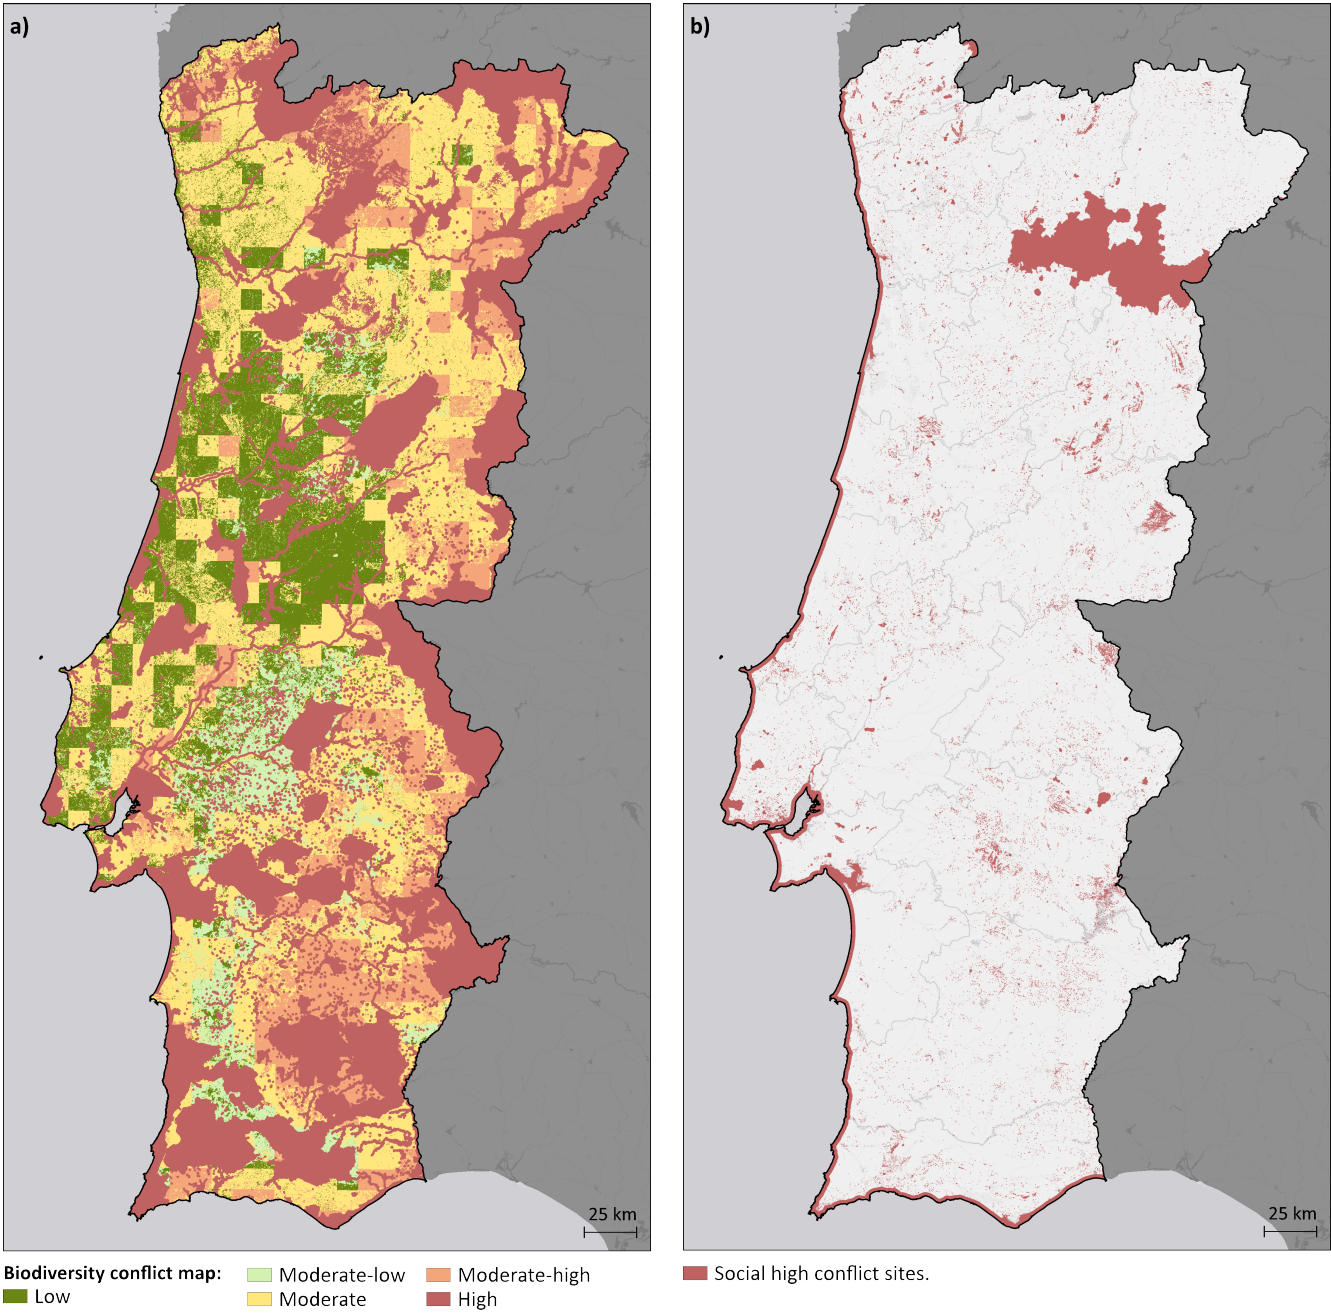 a)
b)
25 km
25 km
Biodiversity conflict map:
Low
Moderate-low
Moderate
Moderate-high
High
Social high conflict sites.